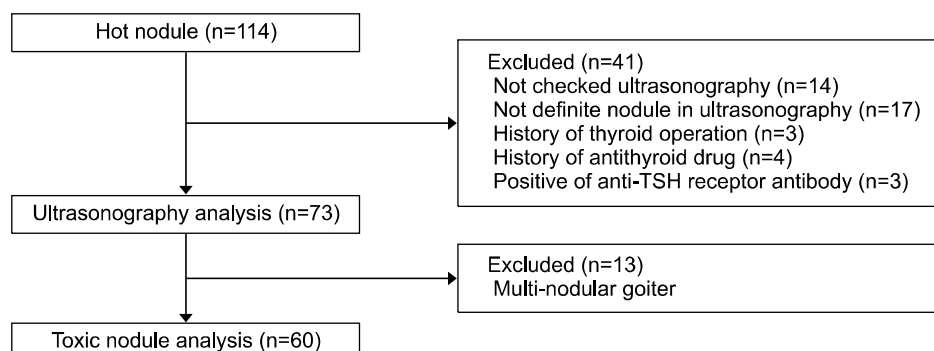 Hot nodule (n=114)
Excluded (n=41)
Not checked ultrasonography (n=14)
Not definite nodule in ultrasonography (n=17)
History of thyroid operation (n=3)
History of antithyroid drug (n=4)
Positive of anti-TSH receptor antibody (n=3)
Ultrasonography analysis (n=73)
Excluded (n=13)
Multi-nodular goiter
Toxic nodule analysis (n=60)